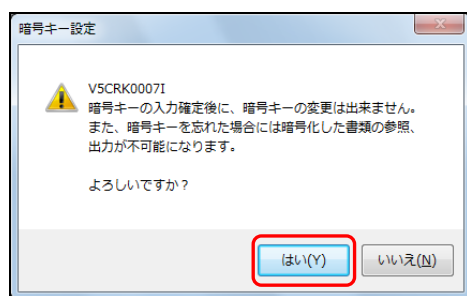 暗号キー設定
V5CRK0007I
暗号キーの入力確定後に、暗号キーの変更は出来ません。
また、暗号キーを忘れた場合には暗号化した書類の参照、
出力が不可能になります。
よろしいですか？
はい(Y)
いいえ(N)